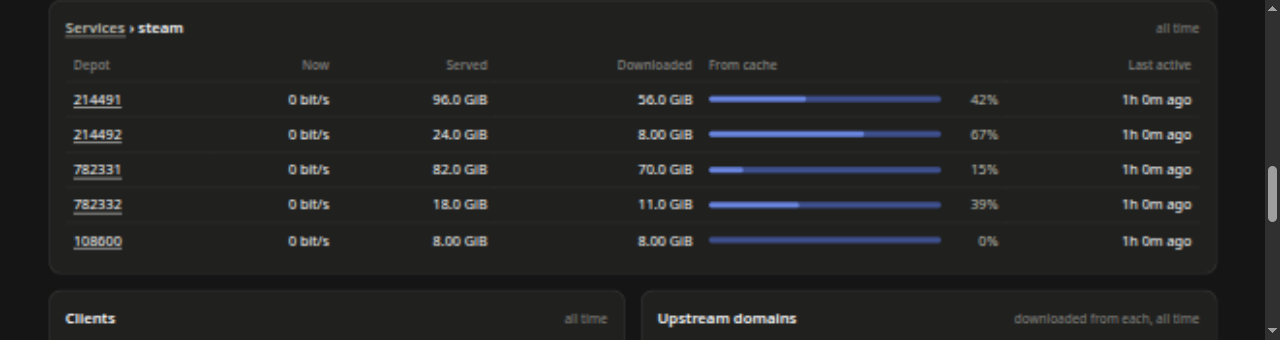 Services › steam all time
Depot Now Served Downloaded From cache Last active
214491 0 bit/s 96.0 GiB 56.0 GiB 42% 1h 0m ago
214492 0 bit/s 24.0 GiB 8.00 GiB 67% 1h 0m ago
782331 0 bit/s 82.0 GiB 70.0 GiB 15% 1h 0m ago
782332 0 bit/s 18.0 GiB 11.0 GiB 39% 1h 0m ago
108600 0 bit/s 8.00 GiB 8.00 GiB 0% 1h 0m ago
Clients all time Upstream domains downloaded from each, all time